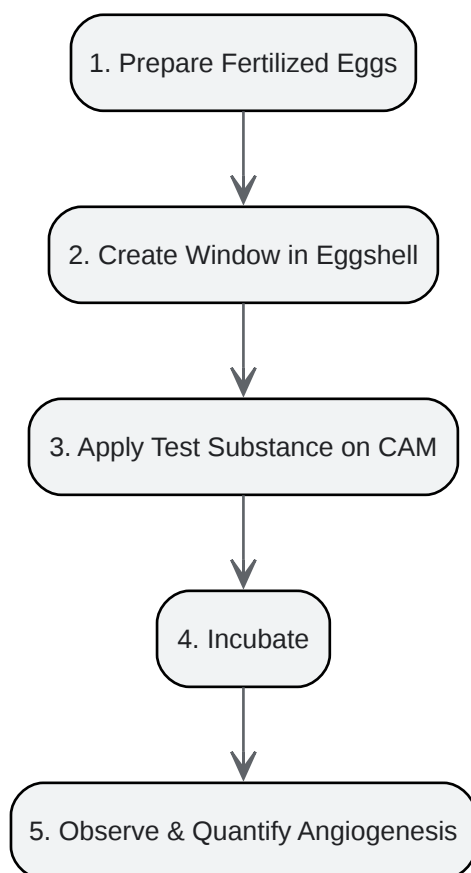 1. Prepare Fertilized Eggs
2. Create Window in Eggshell
3. Apply Test Substance on CAM
4. Incubate
5. Observe & Quantify Angiogenesis